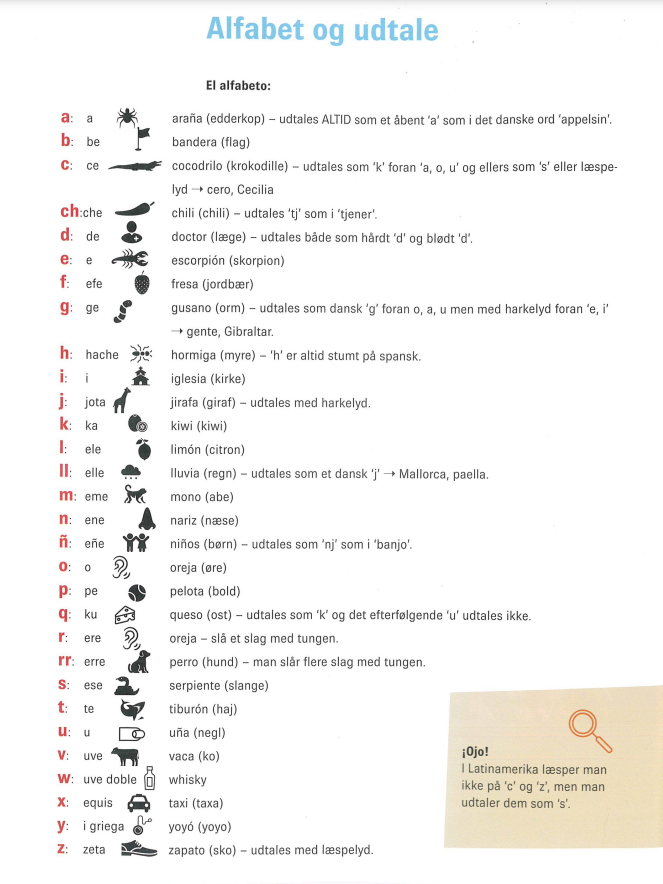 Alfabet og udtale
El alfabeto:
a: a araña (edderkop) – udtales ALTID som et åbent 'a' som i det danske ord 'appelsin'.
b: be bandera (flag)
c: ce cocodrilo (krokodille) – udtales som 'k' foran 'a, o, u' og ellers som 's' eller læspe-
lyd → cero, Cecilia
ch: che chili (chili) – udtales 'tj' som i 'tjener'.
d: de doctor (læge) – udtales både som hårdt 'd' og blødt 'd'.
e: e escorpión (skorpion)
f: efe fresa (jordbær)
g: ge gusano (orm) – udtales som dansk 'g' foran o, a, u men med harkelyd foran 'e, i'
→ gente, Gibraltar.
h: hache hormiga (myre) – 'h' er altid stumt på spansk.
i: i iglesia (kirke)
j: jota jirafa (giraf) – udtales med harkelyd.
k: ka kiwi (kiwi)
l: ele limón (citron)
ll: elle lluvia (regn) – udtales som et dansk 'j' → Mallorca, paella.
m: eme mono (abe)
n: ene nariz (næse)
ñ: eñe niños (børn) – udtales som 'nj' som i 'banjo'.
o: o oreja (øre)
p: pe pelota (bold)
q: ku queso (ost) – udtales som 'k' og det efterfølgende 'u' udtales ikke.
r: ere oreja – slå et slag med tungen.
rr: erre perro (hund) – man slår flere slag med tungen.
s: ese serpiente (slange)
t: te tiburón (haj)
u: u uña (negl)
v: uve vaca (ko)
w: uve doble whisky
x: equis taxi (taxa)
y: i griega yoyó (yoyo)
z: zeta zapato (sko) – udtales med læspelyd.
¡Ojo!
I Latinamerika læsper man
ikke på 'c' og 'z', men man
udtaler dem som 's'.